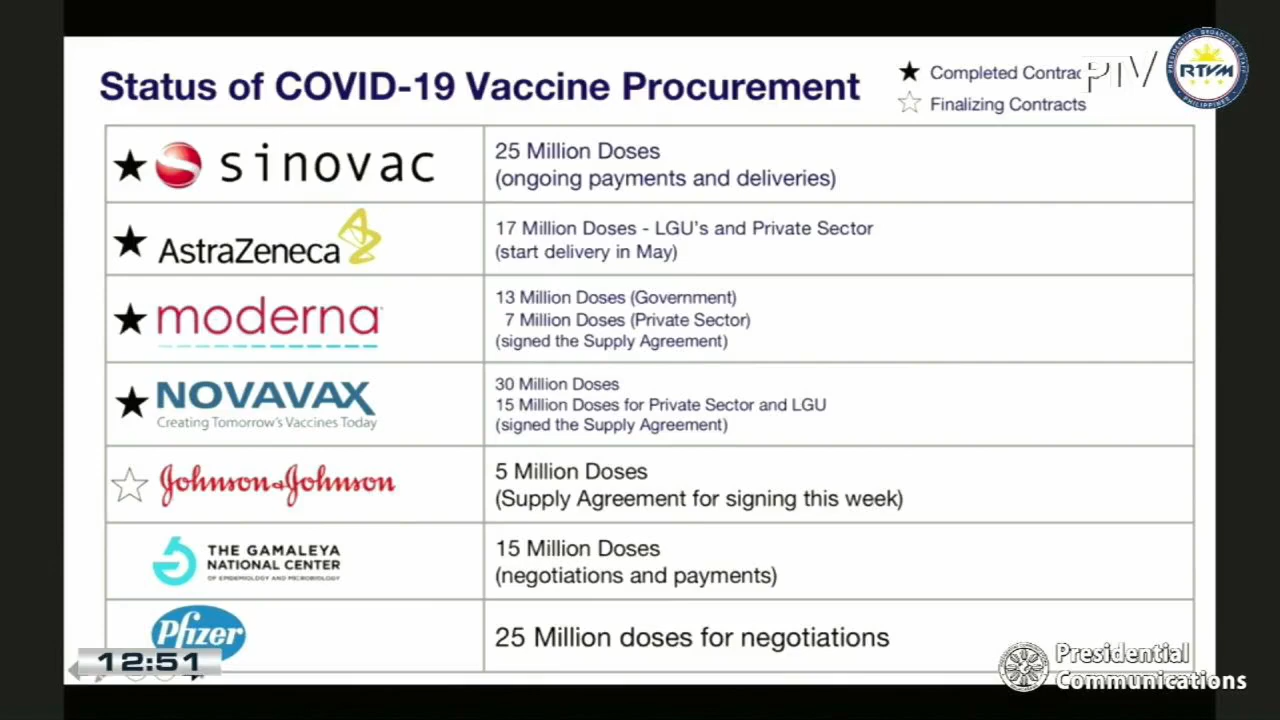 Status of COVID-19 Vaccine Procurement
★ Completed Contrac
☆ Finalizing Contracts
PTV
PRESIDENTIAL BROADCAST STAFF
RTVM
PHILIPPINES
★ sinovac
25 Million Doses
(ongoing payments and deliveries)
★ AstraZeneca
17 Million Doses - LGU's and Private Sector
(start delivery in May)
★ moderna
13 Million Doses (Government)
7 Million Doses (Private Sector)
(signed the Supply Agreement)
★ NOVAVAX
Creating Tomorrow's Vaccines Today
30 Million Doses
15 Million Doses for Private Sector and LGU
(signed the Supply Agreement)
☆ Johnson & Johnson
5 Million Doses
(Supply Agreement for signing this week)
THE GAMALEYA
NATIONAL CENTER
OF EPIDEMIOLOGY AND MICROBIOLOGY
15 Million Doses
(negotiations and payments)
Pfizer
25 Million doses for negotiations
12:51
Presidential
Communications